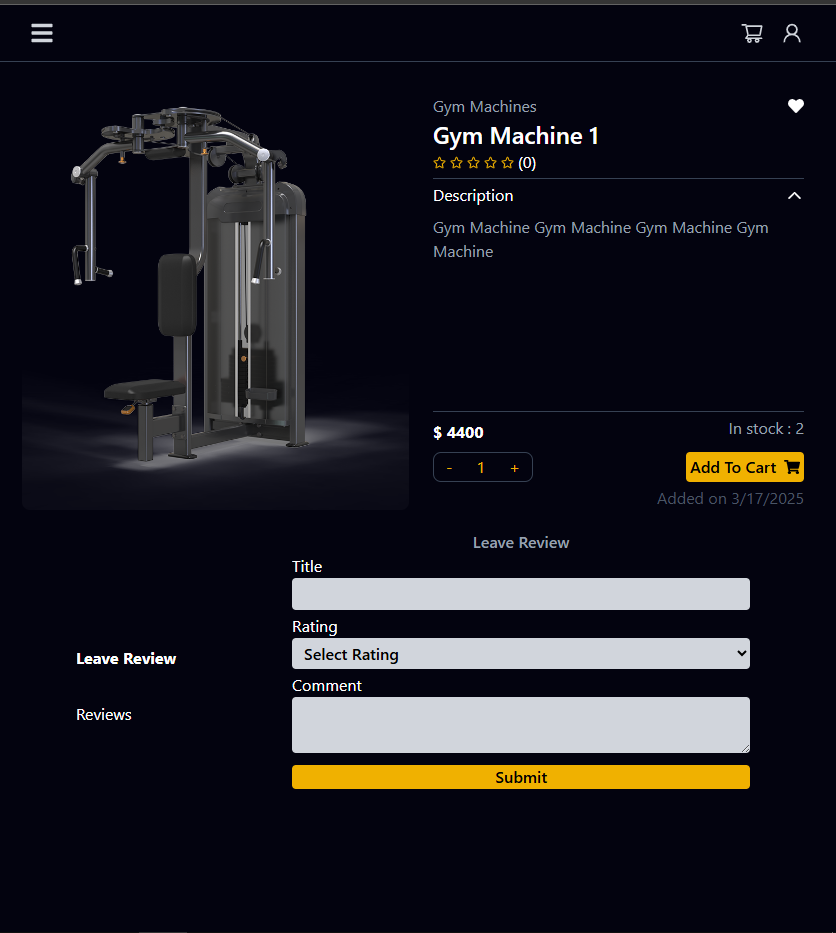 Gym Machines
Gym Machine 1
(0)
Description
Gym Machine Gym Machine Gym Machine Gym
Machine
$ 4400
In stock : 2
- 1 +
Add To Cart
Added on 3/17/2025
Leave Review
Title
Rating
Leave Review
Select Rating
Comment
Reviews
Submit